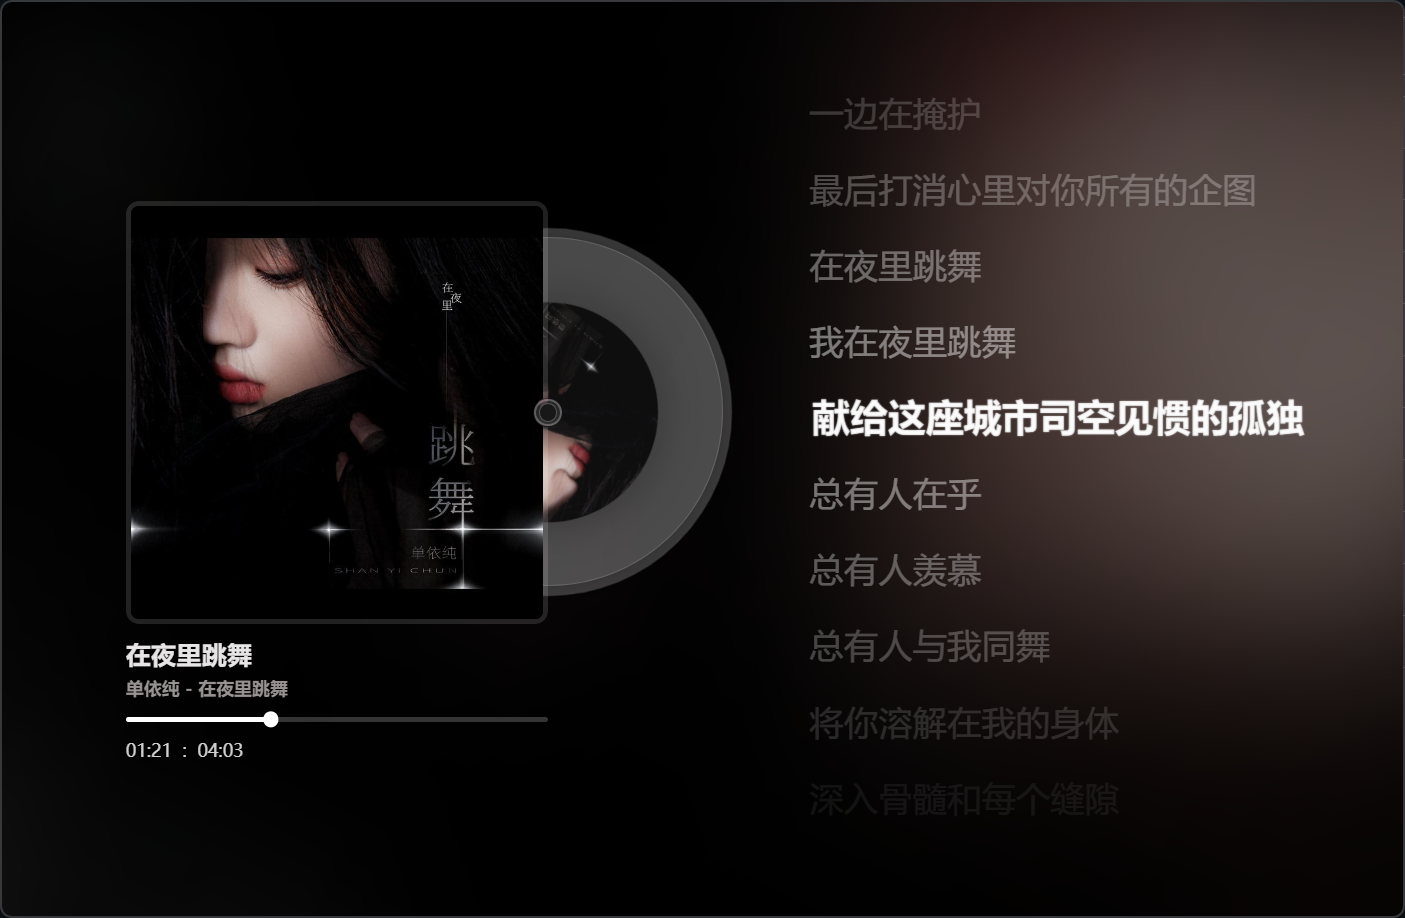 在夜里
跳舞
单依纯
SHAN YI CHUN
在夜里跳舞
单依纯 - 在夜里跳舞
01:21 : 04:03
一边在掩护
最后打消心里对你所有的企图
在夜里跳舞
我在夜里跳舞
献给这座城市司空见惯的孤独
总有人在乎
总有人羡慕
总有人与我同舞
将你溶解在我的身体
深入骨髓和每个缝隙